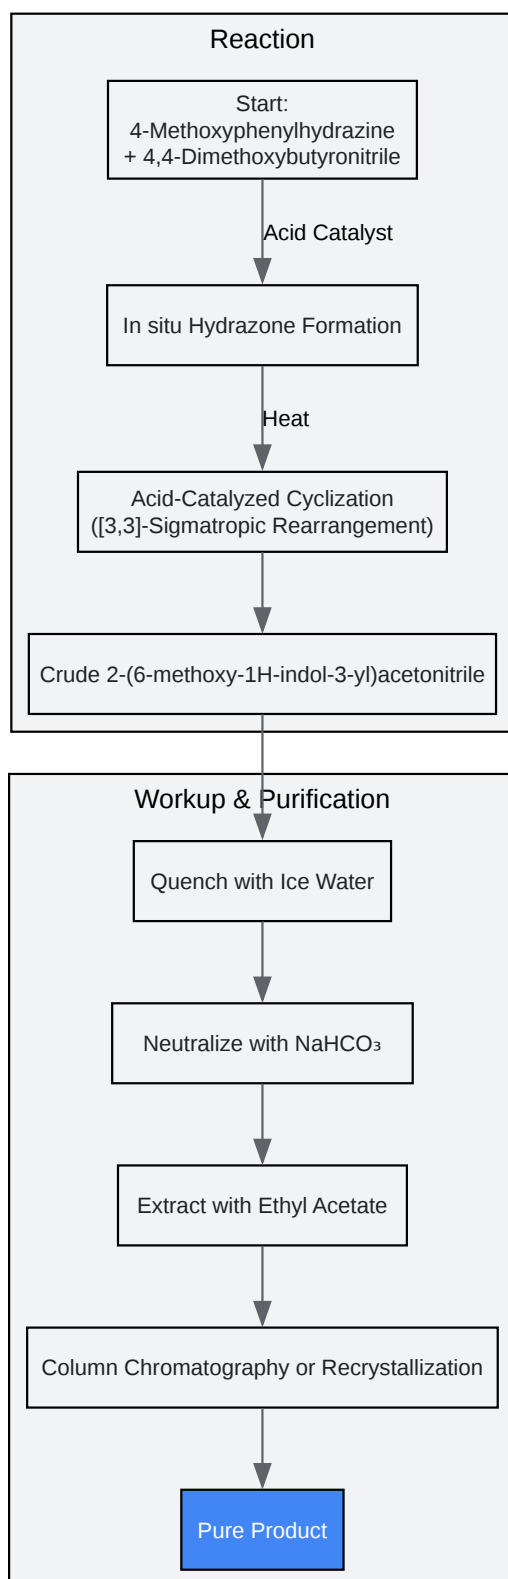 Reaction
Start:
4-Methoxyphenylhydrazine
+ 4,4-Dimethoxybutyronitrile
Acid Catalyst
In situ Hydrazone Formation
Heat
Acid-Catalyzed Cyclization
([3,3]-Sigmatropic Rearrangement)
Crude 2-(6-methoxy-1H-indol-3-yl)acetonitrile
Workup & Purification
Quench with Ice Water
Neutralize with NaHCO₃
Extract with Ethyl Acetate
Column Chromatography or Recrystallization
Pure Product